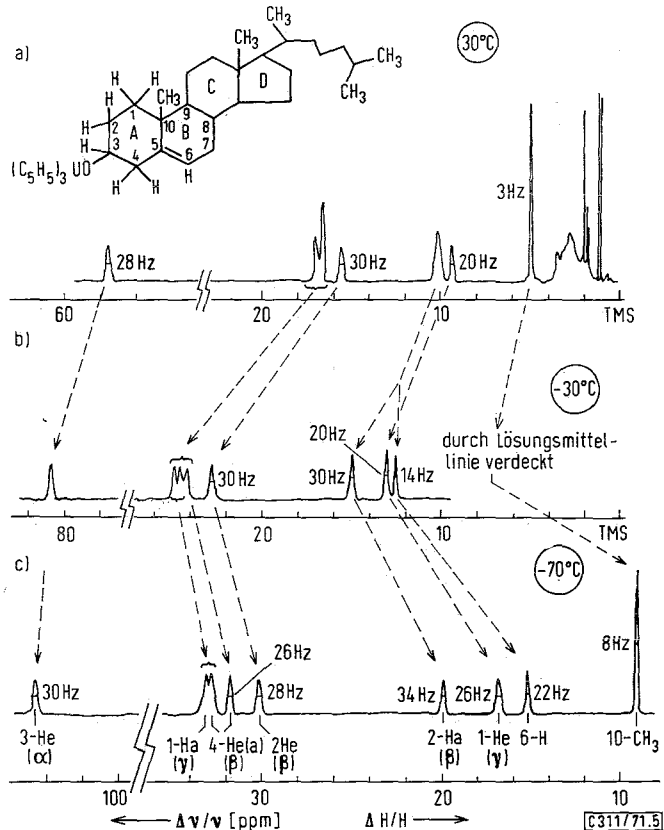 a)
30°C
CH₃
CH₃
CH₃
CH₃
D
C
H H
H
CH₃
1
9
H
2
10
B
8
A
H
3
5
7
4
6
(C₅H₅)₃ UO
H
H H
3Hz
28Hz
30Hz
20Hz
60
20
10
TMS
b)
-30°C
20Hz
durch Lösungsmittel-
linie verdeckt
30Hz
30Hz
14Hz
80
20
10
TMS
c)
-70°C
26Hz
8Hz
30Hz
28Hz
34Hz
26Hz
22Hz
3-He
(α)
1-Ha
(γ)
4-He(a)
(β)
2He
(β)
2-Ha
(β)
1-He
(γ)
6-H
10-CH₃
100
30
20
10
Δν/ν [ppm]
ΔH/H
C311/71.5